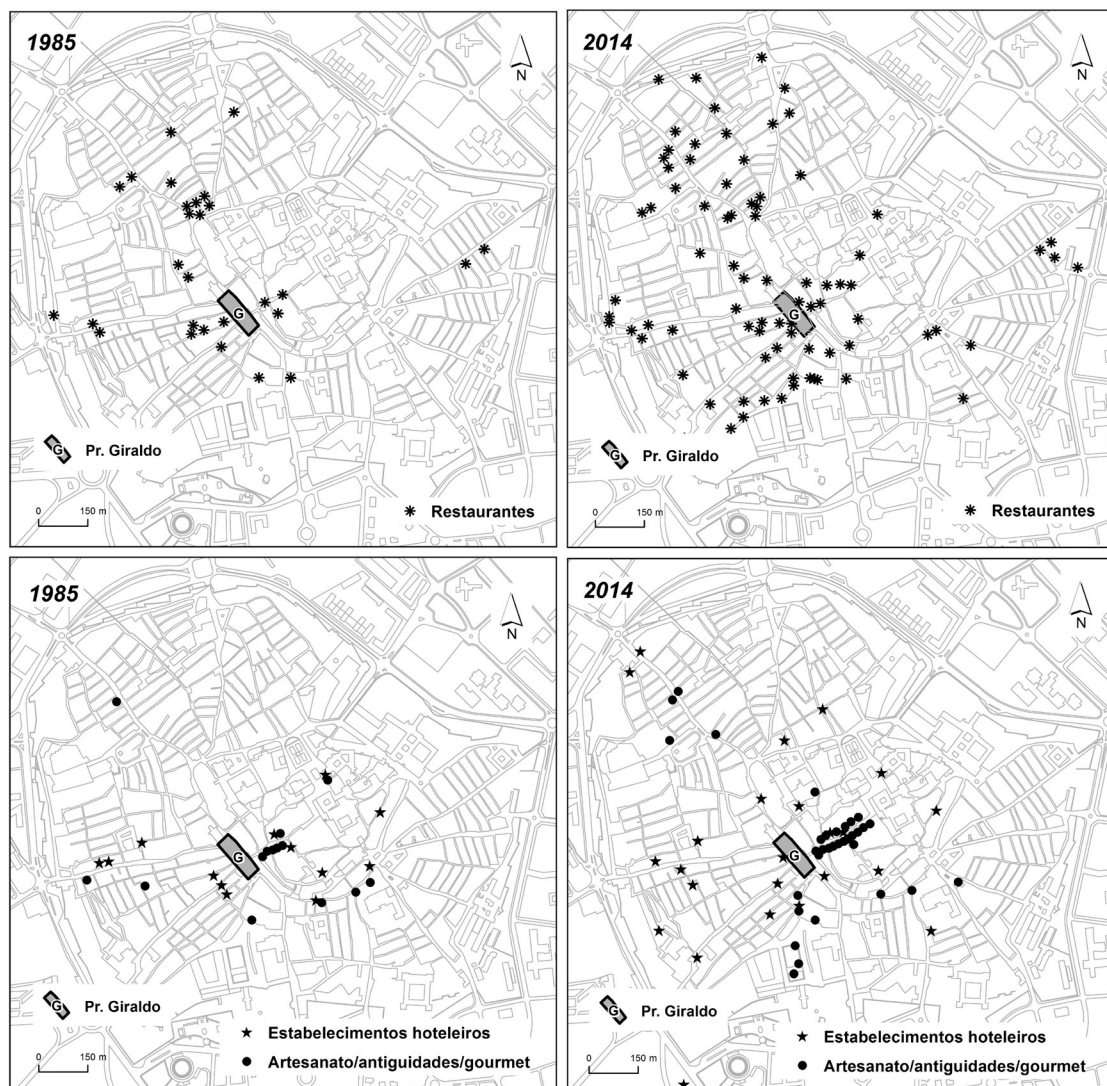 1985
N
G
G Pr. Giraldo
0 150 m
Restaurantes
2014
N
G
G Pr. Giraldo
0 150 m
Restaurantes
1985
N
G
G Pr. Giraldo
Estabelecimentos hoteleiros
0 150 m
Artesanato/antiguidades/gourmet
2014
N
G
G Pr. Giraldo
Estabelecimentos hoteleiros
0 150 m
Artesanato/antiguidades/gourmet